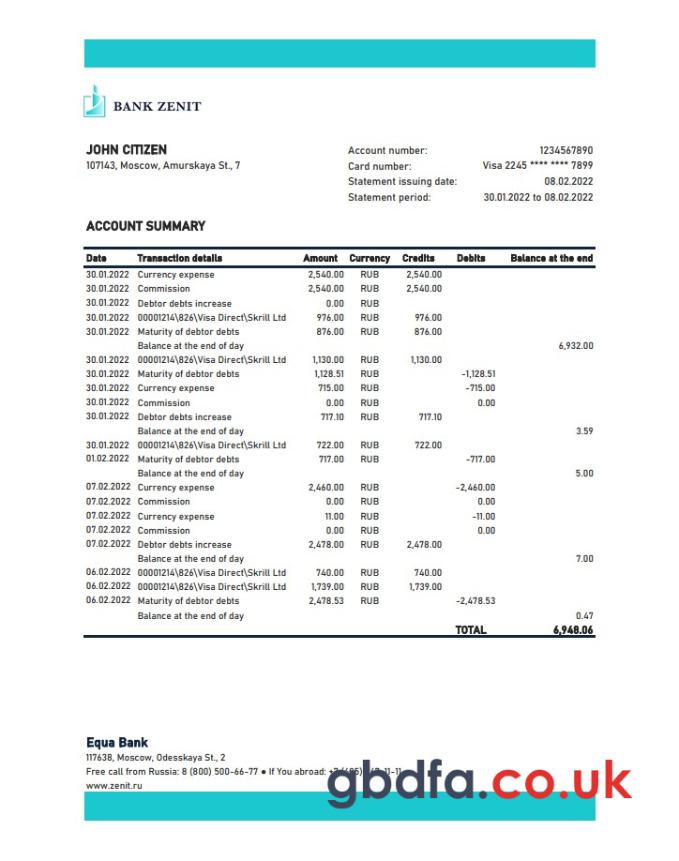 BANK ZENIT
JOHN CITIZEN
107143, Moscow, Amurskaya St., 7
Account number: 1234567890
Card number: Visa 2245 **** **** 7899
Statement issuing date: 08.02.2022
Statement period: 30.01.2022 to 08.02.2022
ACCOUNT SUMMARY
Date Transaction details Amount Currency Credits Debits Balance at the end
30.01.2022 Currency expense 2,540.00 RUB 2,540.00
30.01.2022 Commission 2,540.00 RUB 2,540.00
30.01.2022 Debtor debts increase 0.00 RUB
30.01.2022 00001214\826\Visa Direct\Skrill Ltd 976.00 RUB 976.00
30.01.2022 Maturity of debtor debts 876.00 RUB 876.00
Balance at the end of day 6,932.00
30.01.2022 00001214\826\Visa Direct\Skrill Ltd 1,130.00 RUB 1,130.00
30.01.2022 Maturity of debtor debts 1,128.51 RUB -1,128.51
30.01.2022 Currency expense 715.00 RUB -715.00
30.01.2022 Commission 0.00 RUB 0.00
30.01.2022 Debtor debts increase 717.10 RUB 717.10
Balance at the end of day 3.59
30.01.2022 00001214\826\Visa Direct\Skrill Ltd 722.00 RUB 722.00
01.02.2022 Maturity of debtor debts 717.00 RUB -717.00
Balance at the end of day 5.00
07.02.2022 Currency expense 2,460.00 RUB -2,460.00
07.02.2022 Commission 0.00 RUB 0.00
07.02.2022 Currency expense 11.00 RUB -11.00
07.02.2022 Commission 0.00 RUB 0.00
07.02.2022 Debtor debts increase 2,478.00 RUB 2,478.00
Balance at the end of day 7.00
06.02.2022 00001214\826\Visa Direct\Skrill Ltd 740.00 RUB 740.00
06.02.2022 00001214\826\Visa Direct\Skrill Ltd 1,739.00 RUB 1,739.00
06.02.2022 Maturity of debtor debts 2,478.53 RUB -2,478.53
Balance at the end of day 0.47
TOTAL 6,948.06
Equa Bank
117638, Moscow, Odesskaya St., 2
Free call from Russia: 8 (800) 500-66-77 ● If You abroad:
www.zenit.ru
gbdfa.co.uk